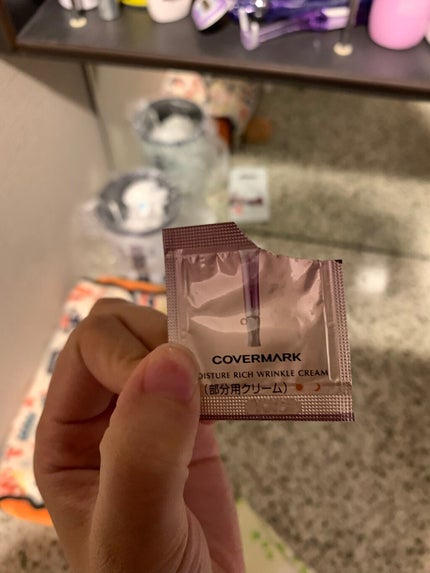 COVERMARK
OISTURE RICH WRINKLE CREAM
(部分用クリーム)